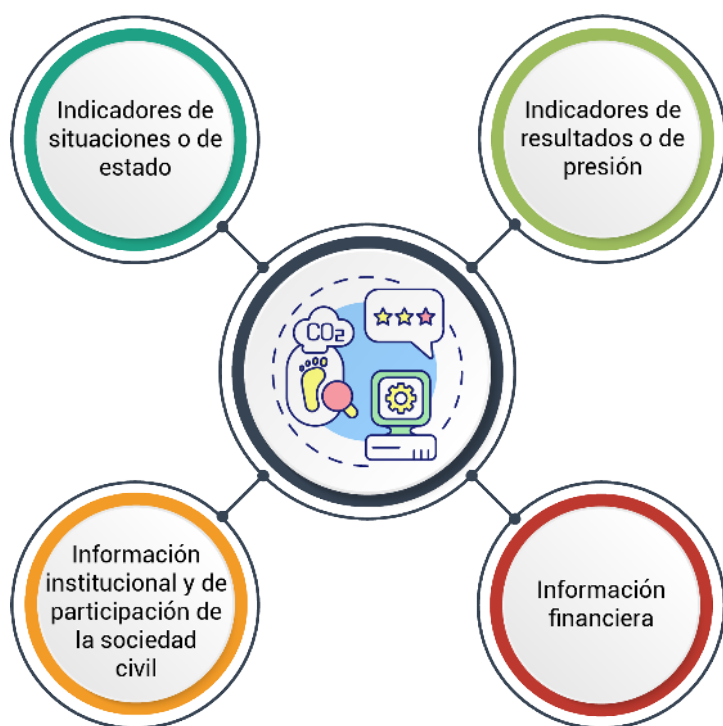 Indicadores de
situaciones o de
estado
Indicadores de
resultados o de
presión
CO₂
Información
institucional y de
participación de
la sociedad
civil
Información
financiera